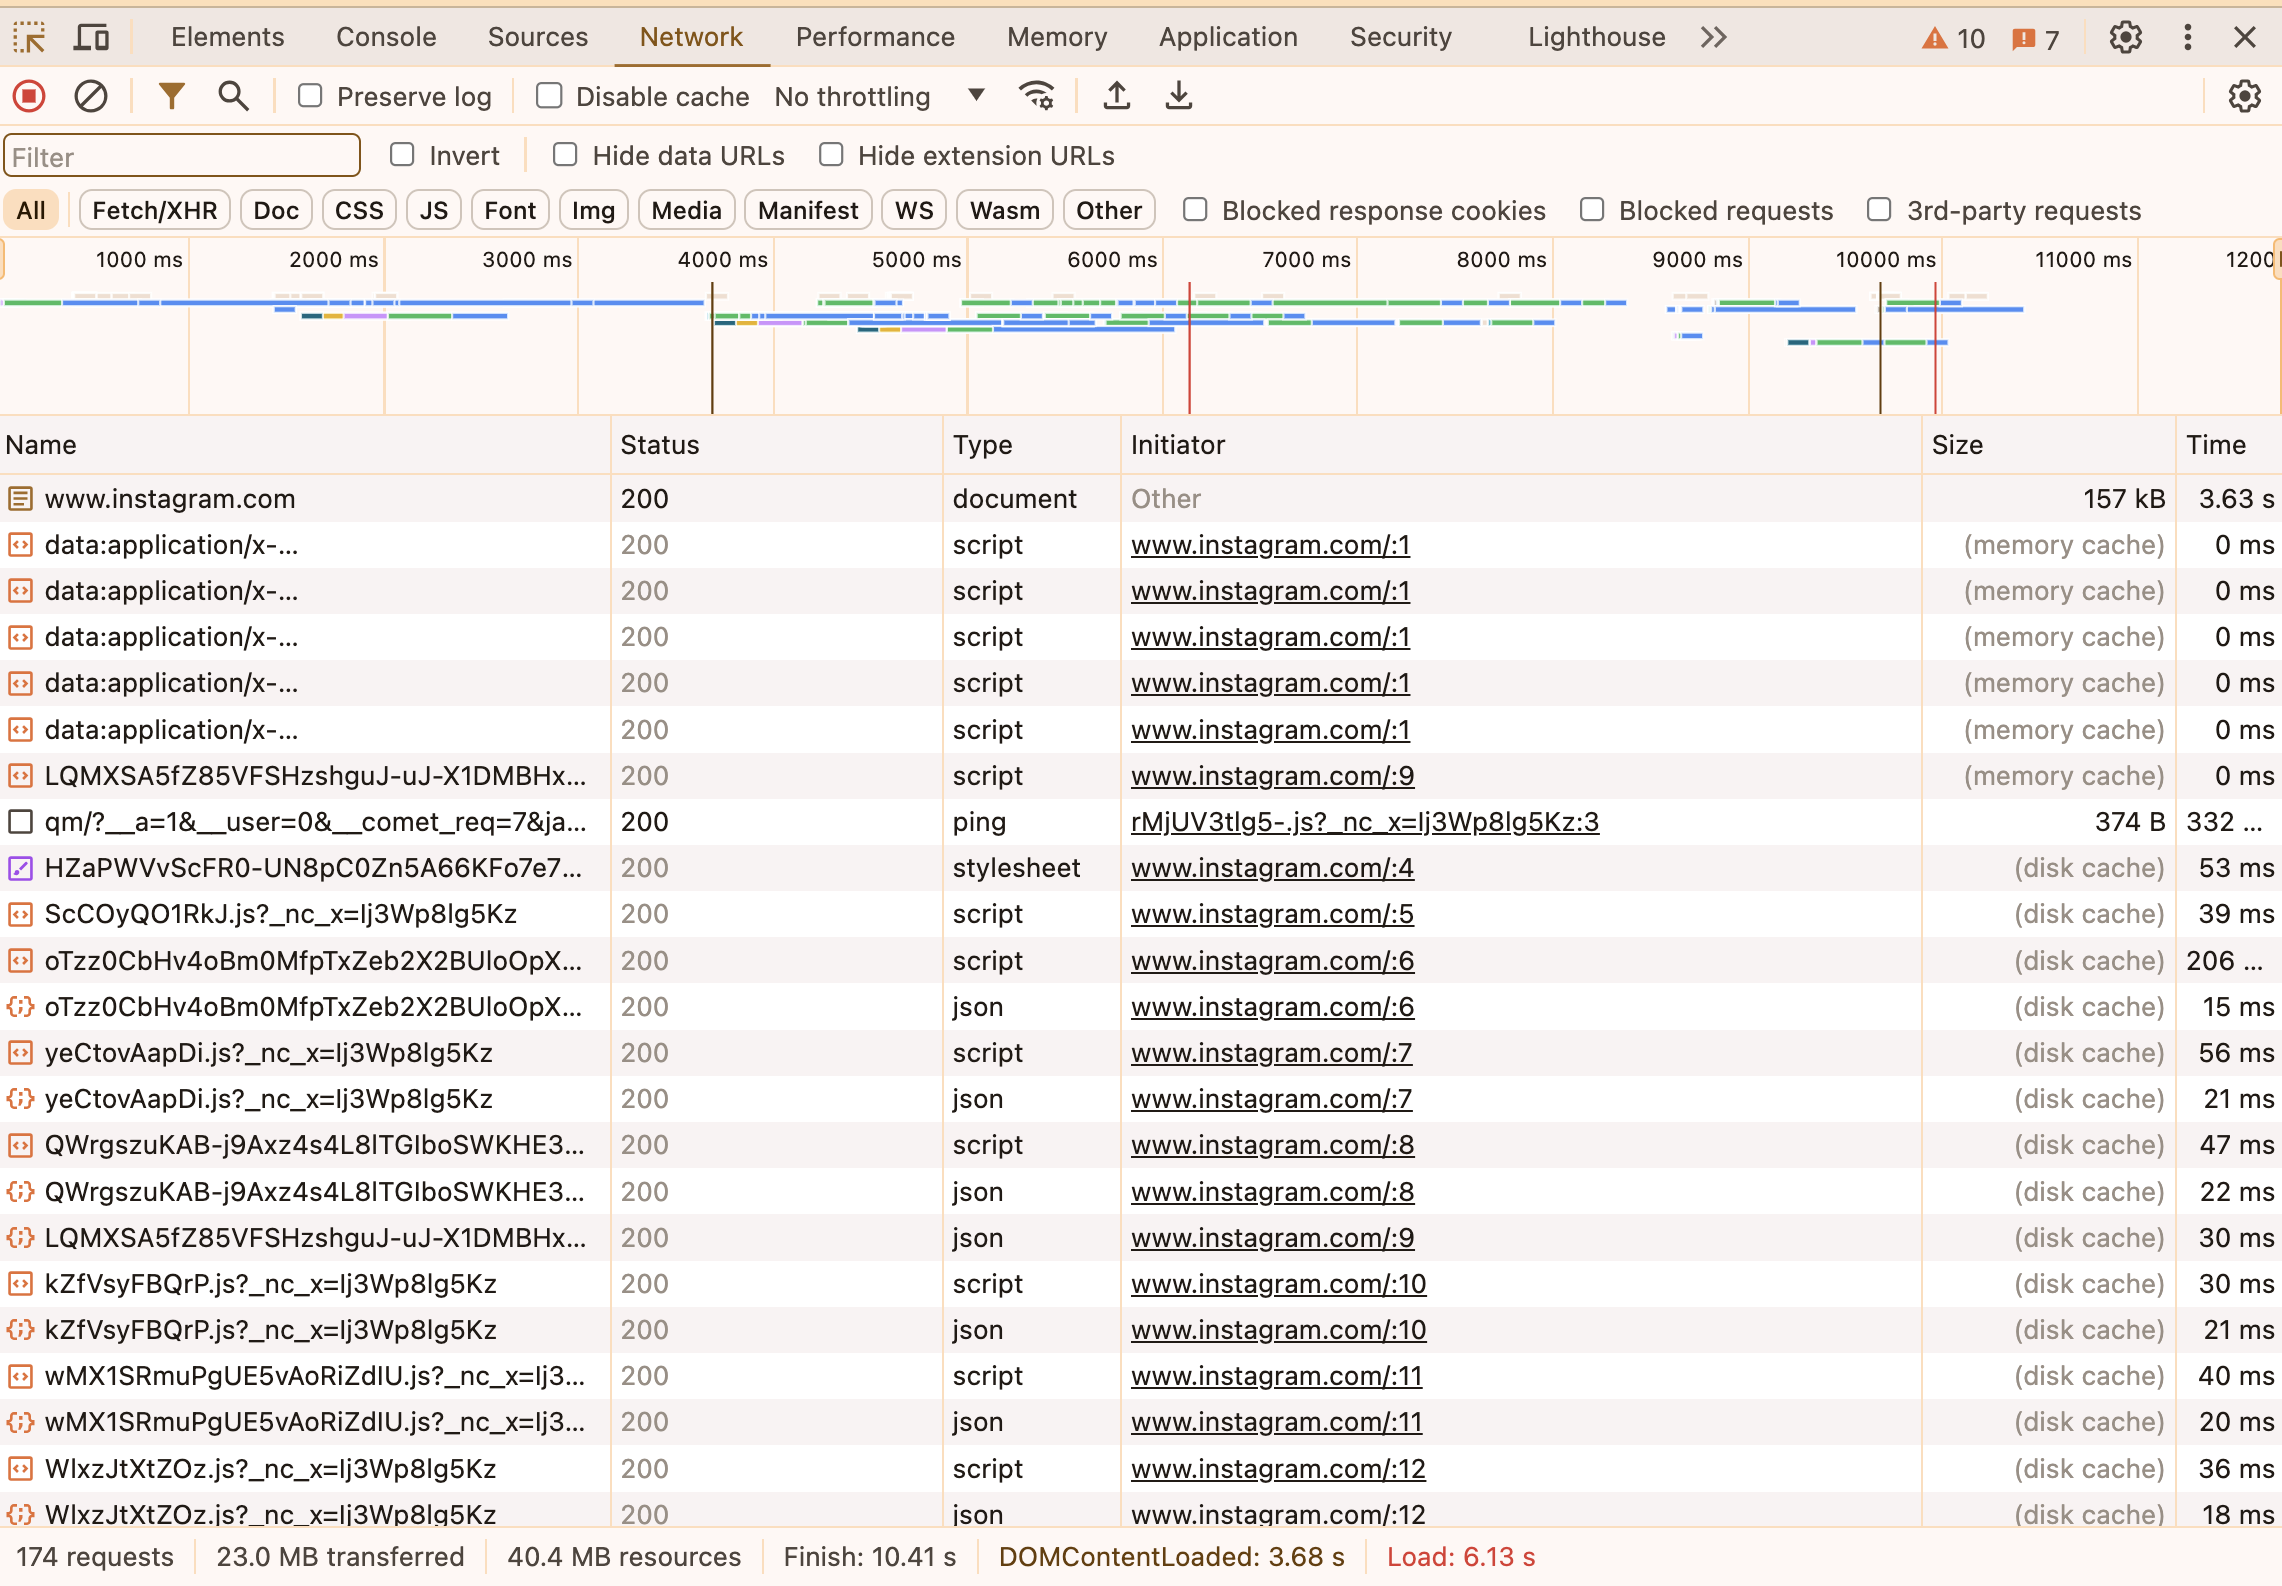 Elements Console Sources Network Performance Memory Application Security Lighthouse 10 7
Preserve log Disable cache No throttling
Filter Invert Hide data URLs Hide extension URLs
All Fetch/XHR Doc CSS JS Font Img Media Manifest WS Wasm Other Blocked response cookies Blocked requests 3rd-party requests
1000 ms 2000 ms 3000 ms 4000 ms 5000 ms 6000 ms 7000 ms 8000 ms 9000 ms 10000 ms 11000 ms 1200
Name Status Type Initiator Size Time
www.instagram.com 200 document Other 157 kB 3.63 s
data:application/x-... 200 script www.instagram.com/:1 (memory cache) 0 ms
data:application/x-... 200 script www.instagram.com/:1 (memory cache) 0 ms
data:application/x-... 200 script www.instagram.com/:1 (memory cache) 0 ms
data:application/x-... 200 script www.instagram.com/:1 (memory cache) 0 ms
data:application/x-... 200 script www.instagram.com/:1 (memory cache) 0 ms
LQMXSA5fZ85VFSHzshguJ-uJ-X1DMBHx... 200 script www.instagram.com/:9 (memory cache) 0 ms
qm/?__a=1&__user=0&__comet_req=7&ja... 200 ping rMjUV3tIg5-.js?_nc_x=Ij3Wp8lg5Kz:3 374 B 332 ...
HZaPWVvScFR0-UN8pC0Zn5A66KFo7e7... 200 stylesheet www.instagram.com/:4 (disk cache) 53 ms
ScCOyQO1RkJ.js?_nc_x=Ij3Wp8lg5Kz 200 script www.instagram.com/:5 (disk cache) 39 ms
oTzz0CbHv4oBm0MfpTxZeb2X2BUloOpX... 200 script www.instagram.com/:6 (disk cache) 206 ...
oTzz0CbHv4oBm0MfpTxZeb2X2BUloOpX... 200 json www.instagram.com/:6 (disk cache) 15 ms
yeCtovAapDi.js?_nc_x=Ij3Wp8lg5Kz 200 script www.instagram.com/:7 (disk cache) 56 ms
yeCtovAapDi.js?_nc_x=Ij3Wp8lg5Kz 200 json www.instagram.com/:7 (disk cache) 21 ms
QWrgszuKAB-j9Axz4s4L8lTGIboSWKHE3... 200 script www.instagram.com/:8 (disk cache) 47 ms
QWrgszuKAB-j9Axz4s4L8lTGIboSWKHE3... 200 json www.instagram.com/:8 (disk cache) 22 ms
LQMXSA5fZ85VFSHzshguJ-uJ-X1DMBHx... 200 json www.instagram.com/:9 (disk cache) 30 ms
kZfVsyFBQrP.js?_nc_x=Ij3Wp8lg5Kz 200 script www.instagram.com/:10 (disk cache) 30 ms
kZfVsyFBQrP.js?_nc_x=Ij3Wp8lg5Kz 200 json www.instagram.com/:10 (disk cache) 21 ms
wMX1SRmuPgUE5vAoRiZdIU.js?_nc_x=Ij3... 200 script www.instagram.com/:11 (disk cache) 40 ms
wMX1SRmuPgUE5vAoRiZdIU.js?_nc_x=Ij3... 200 json www.instagram.com/:11 (disk cache) 20 ms
WlxzJtXtZOz.js?_nc_x=Ij3Wp8lg5Kz 200 script www.instagram.com/:12 (disk cache) 36 ms
WlxzJtXtZOz.js?_nc_x=Ij3Wp8lg5Kz 200 json www.instagram.com/:12 (disk cache) 18 ms
174 requests 23.0 MB transferred 40.4 MB resources Finish: 10.41 s DOMContentLoaded: 3.68 s Load: 6.13 s